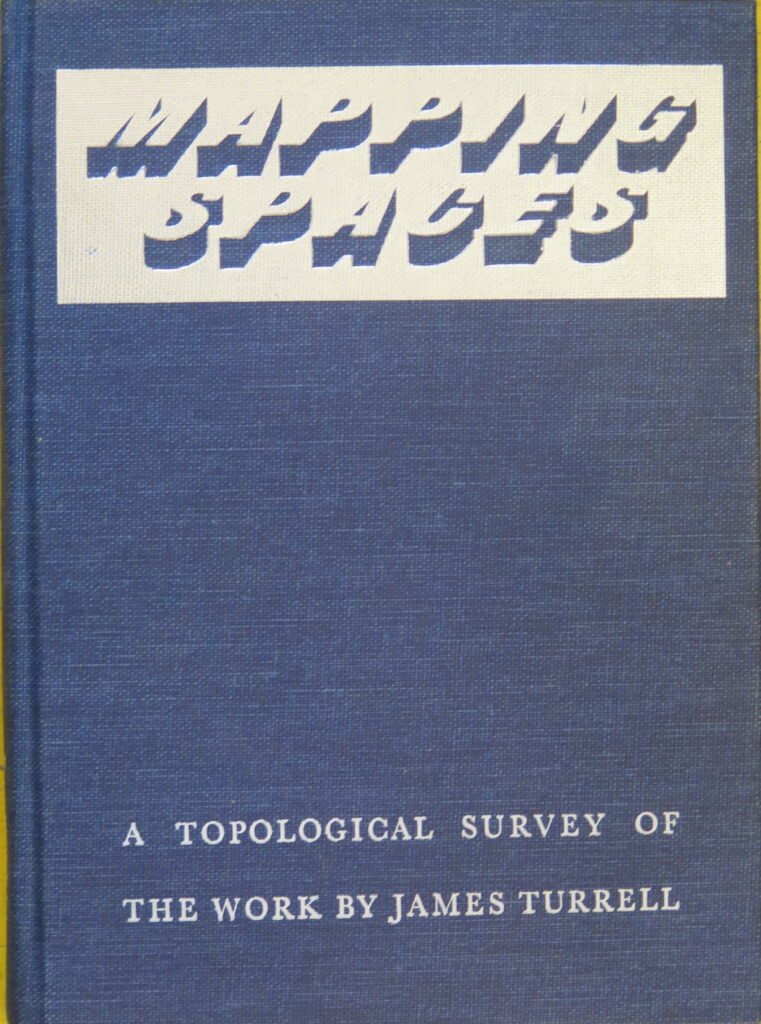 MAPPING
SPACES
A TOPOLOGICAL SURVEY OF
THE WORK BY JAMES TURRELL